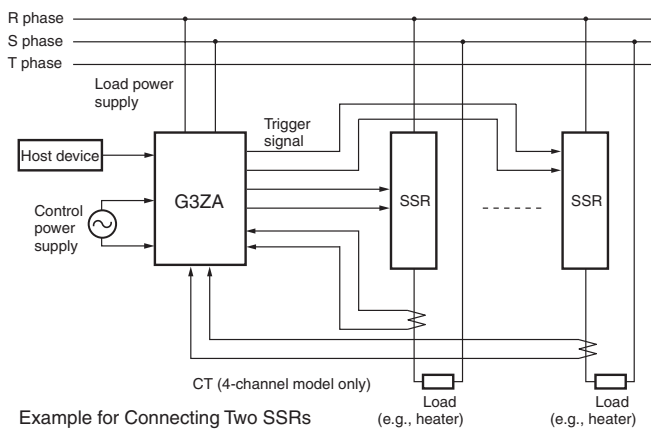 R phase
S phase
T phase
Load power
supply
Trigger
signal
Host device
G3ZA
SSR
SSR
Control
power
supply
CT (4-channel model only)
Load
(e.g., heater)
Load
(e.g., heater)
Example for Connecting Two SSRs